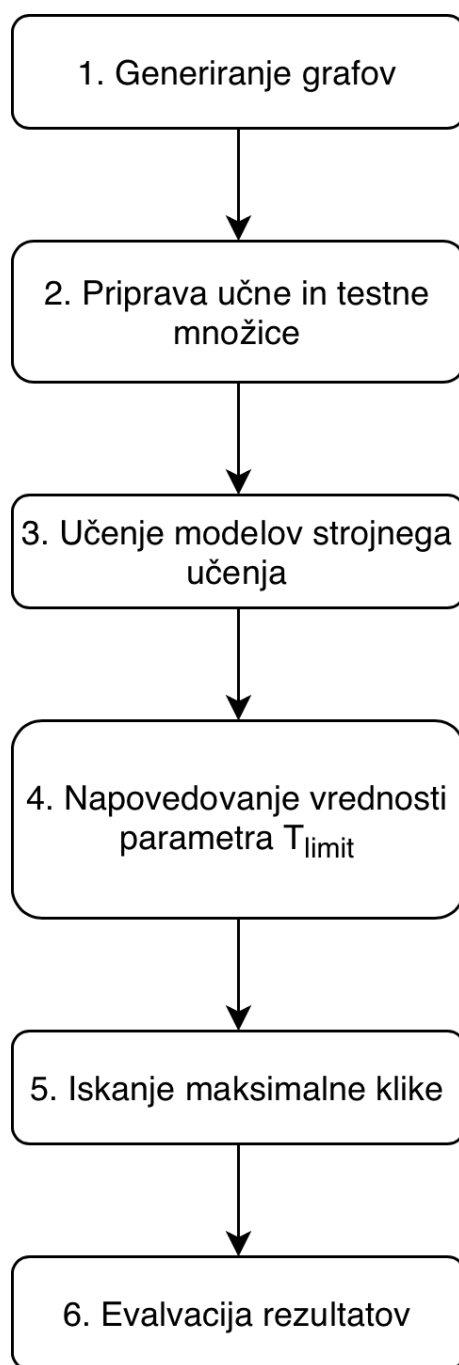 1. Generiranje grafov
2. Priprava učne in testne
množice
3. Učenje modelov strojnega
učenja
4. Napovedovanje vrednosti
parametra T_limit
5. Iskanje maksimalne klike
6. Evalvacija rezultatov